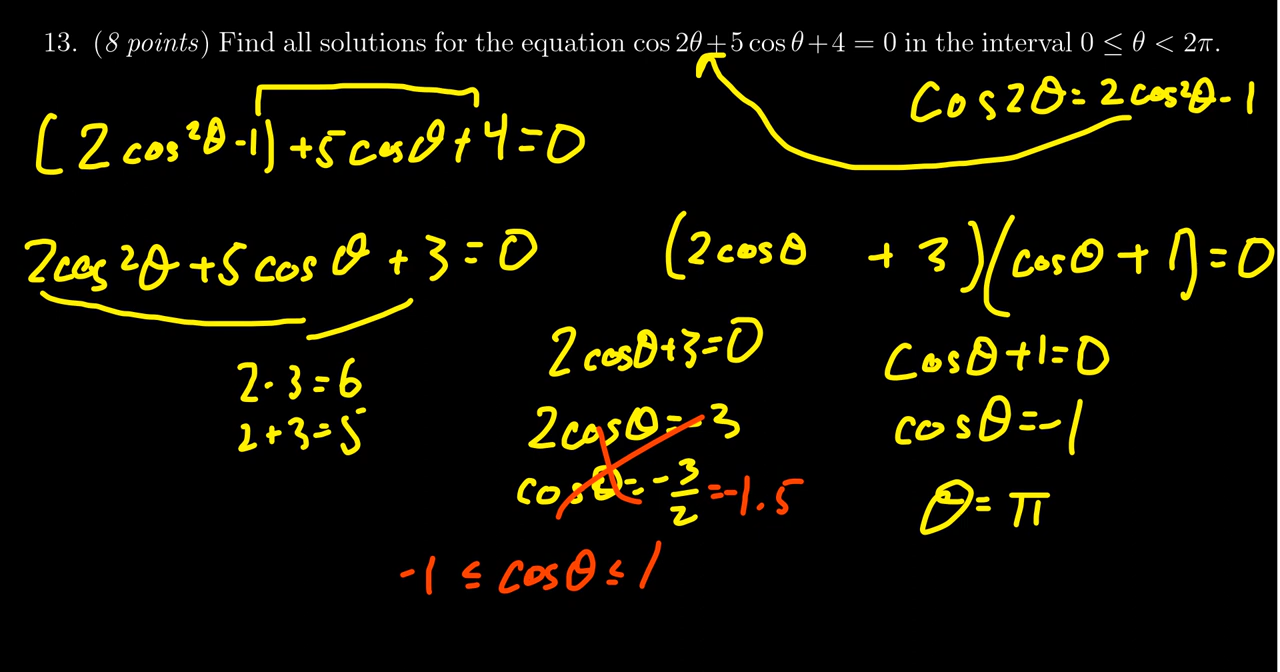 13. (8 points) Find all solutions for the equation cos 2θ + 5 cos θ + 4 = 0 in the interval 0 ≤ θ < 2π.
cos2θ = 2cos²θ - 1
(2cos²θ - 1) + 5cosθ + 4 = 0
2cos²θ + 5cosθ + 3 = 0
(2cosθ + 3)(cosθ + 1) = 0
2 · 3 = 6
2 + 3 = 5
2cosθ + 3 = 0
2cosθ = -3
cosθ = -3/2 = -1.5
-1 ≤ cosθ ≤ 1
cosθ + 1 = 0
cosθ = -1
θ = π